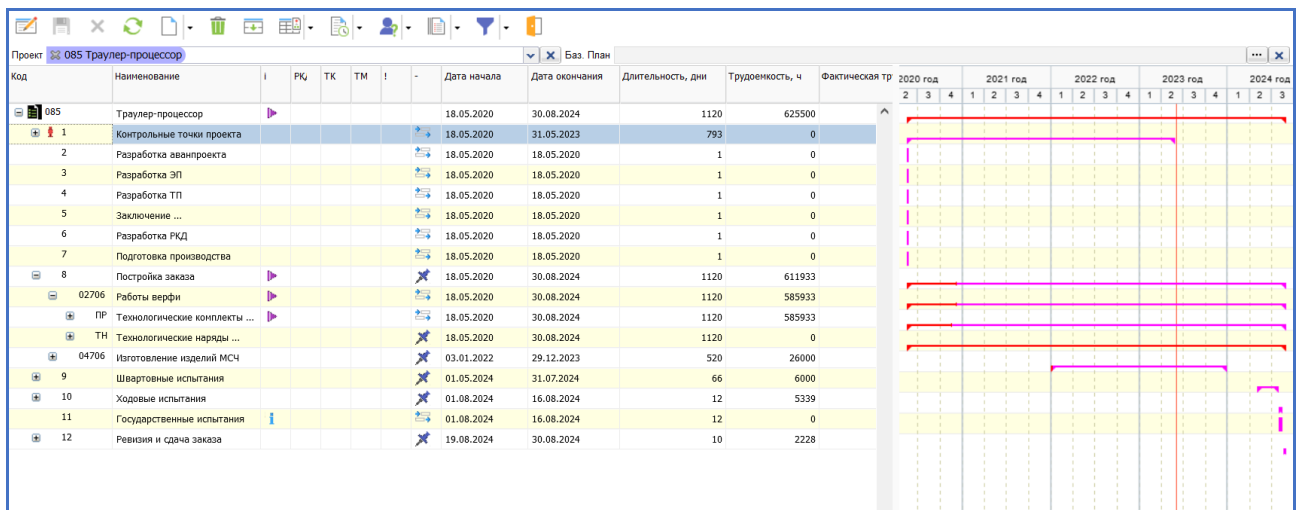 Проект 085 Траулер-процессор Баз. План ...
Код Наименование i РК, ТК ТМ ! - Дата начала Дата окончания Длительность, дни Трудоемкость, ч Фактическая тр 2020 год 2021 год 2022 год 2023 год 2024 год
2 3 4 1 2 3 4 1 2 3 4 1 2 3 4 1 2 3
085 Траулер-процессор 18.05.2020 30.08.2024 1120 625500
1 Контрольные точки проекта 18.05.2020 31.05.2023 793 0
2 Разработка аванпроекта 18.05.2020 18.05.2020 1 0
3 Разработка ЭП 18.05.2020 18.05.2020 1 0
4 Разработка ТП 18.05.2020 18.05.2020 1 0
5 Заключение ... 18.05.2020 18.05.2020 1 0
6 Разработка РКД 18.05.2020 18.05.2020 1 0
7 Подготовка производства 18.05.2020 18.05.2020 1 0
8 Постройка заказа 18.05.2020 30.08.2024 1120 611933
02706 Работы верфи 18.05.2020 30.08.2024 1120 585933
ПР Технологические комплекты ... 18.05.2020 30.08.2024 1120 585933
ТН Технологические наряды ... 18.05.2020 30.08.2024 1120 0
04706 Изготовление изделий МСЧ 03.01.2022 29.12.2023 520 26000
9 Швартовные испытания 01.05.2024 31.07.2024 66 6000
10 Ходовые испытания 01.08.2024 16.08.2024 12 5339
11 Государственные испытания i 01.08.2024 16.08.2024 12 0
12 Ревизия и сдача заказа 19.08.2024 30.08.2024 10 2228